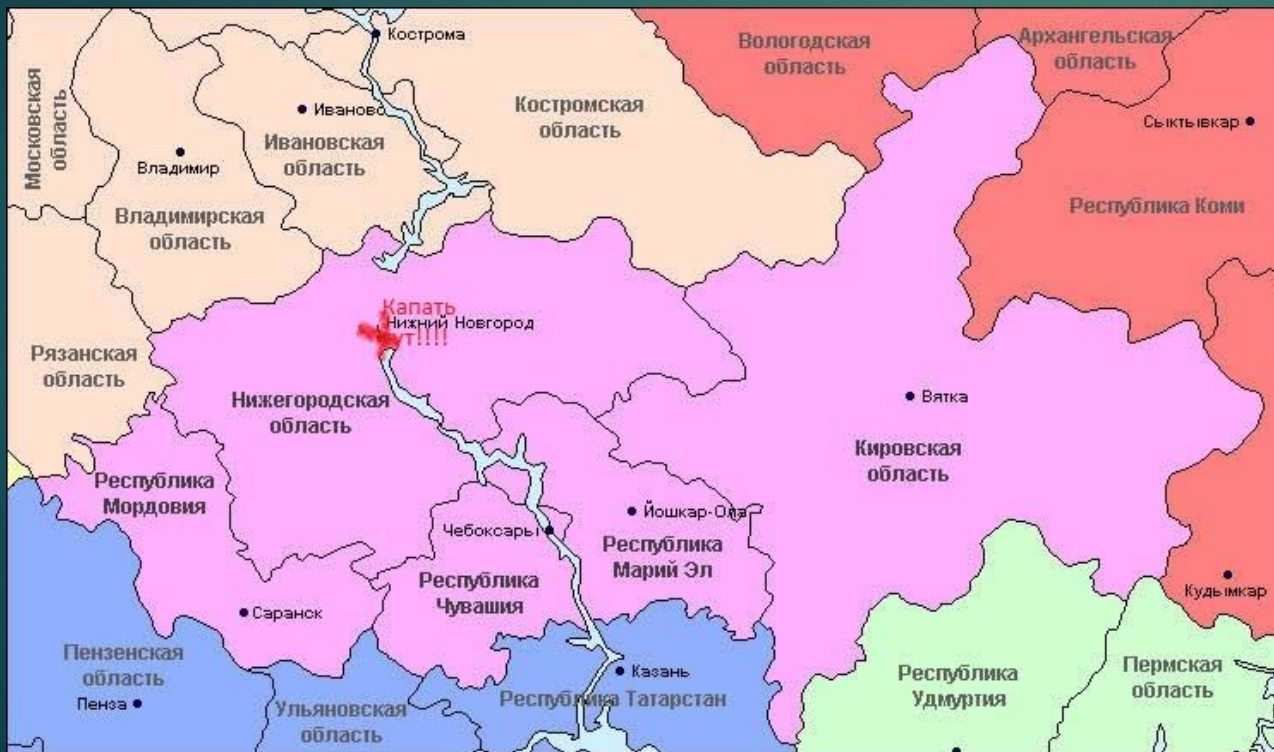 Кострома
Вологодская
область
Архангельская
область
Московская
область
Иваново
Ивановская
область
Костромская
область
Сыктывкар
Владимир
Владимирская
область
Республика Коми
Капать
Нижний Новгород
ут!!!!
Рязанская
область
Нижегородская
область
Вятка
Кировская
область
Республика
Мордовия
Йошкар-Ола
Чебоксары
Республика
Марий Эл
Республика
Чувашия
Саранск
Кудымкар
Пензенская
область
Пенза
Ульяновская
область
Казань
Республика Татарстан
Республика
Удмуртия
Пермская
область